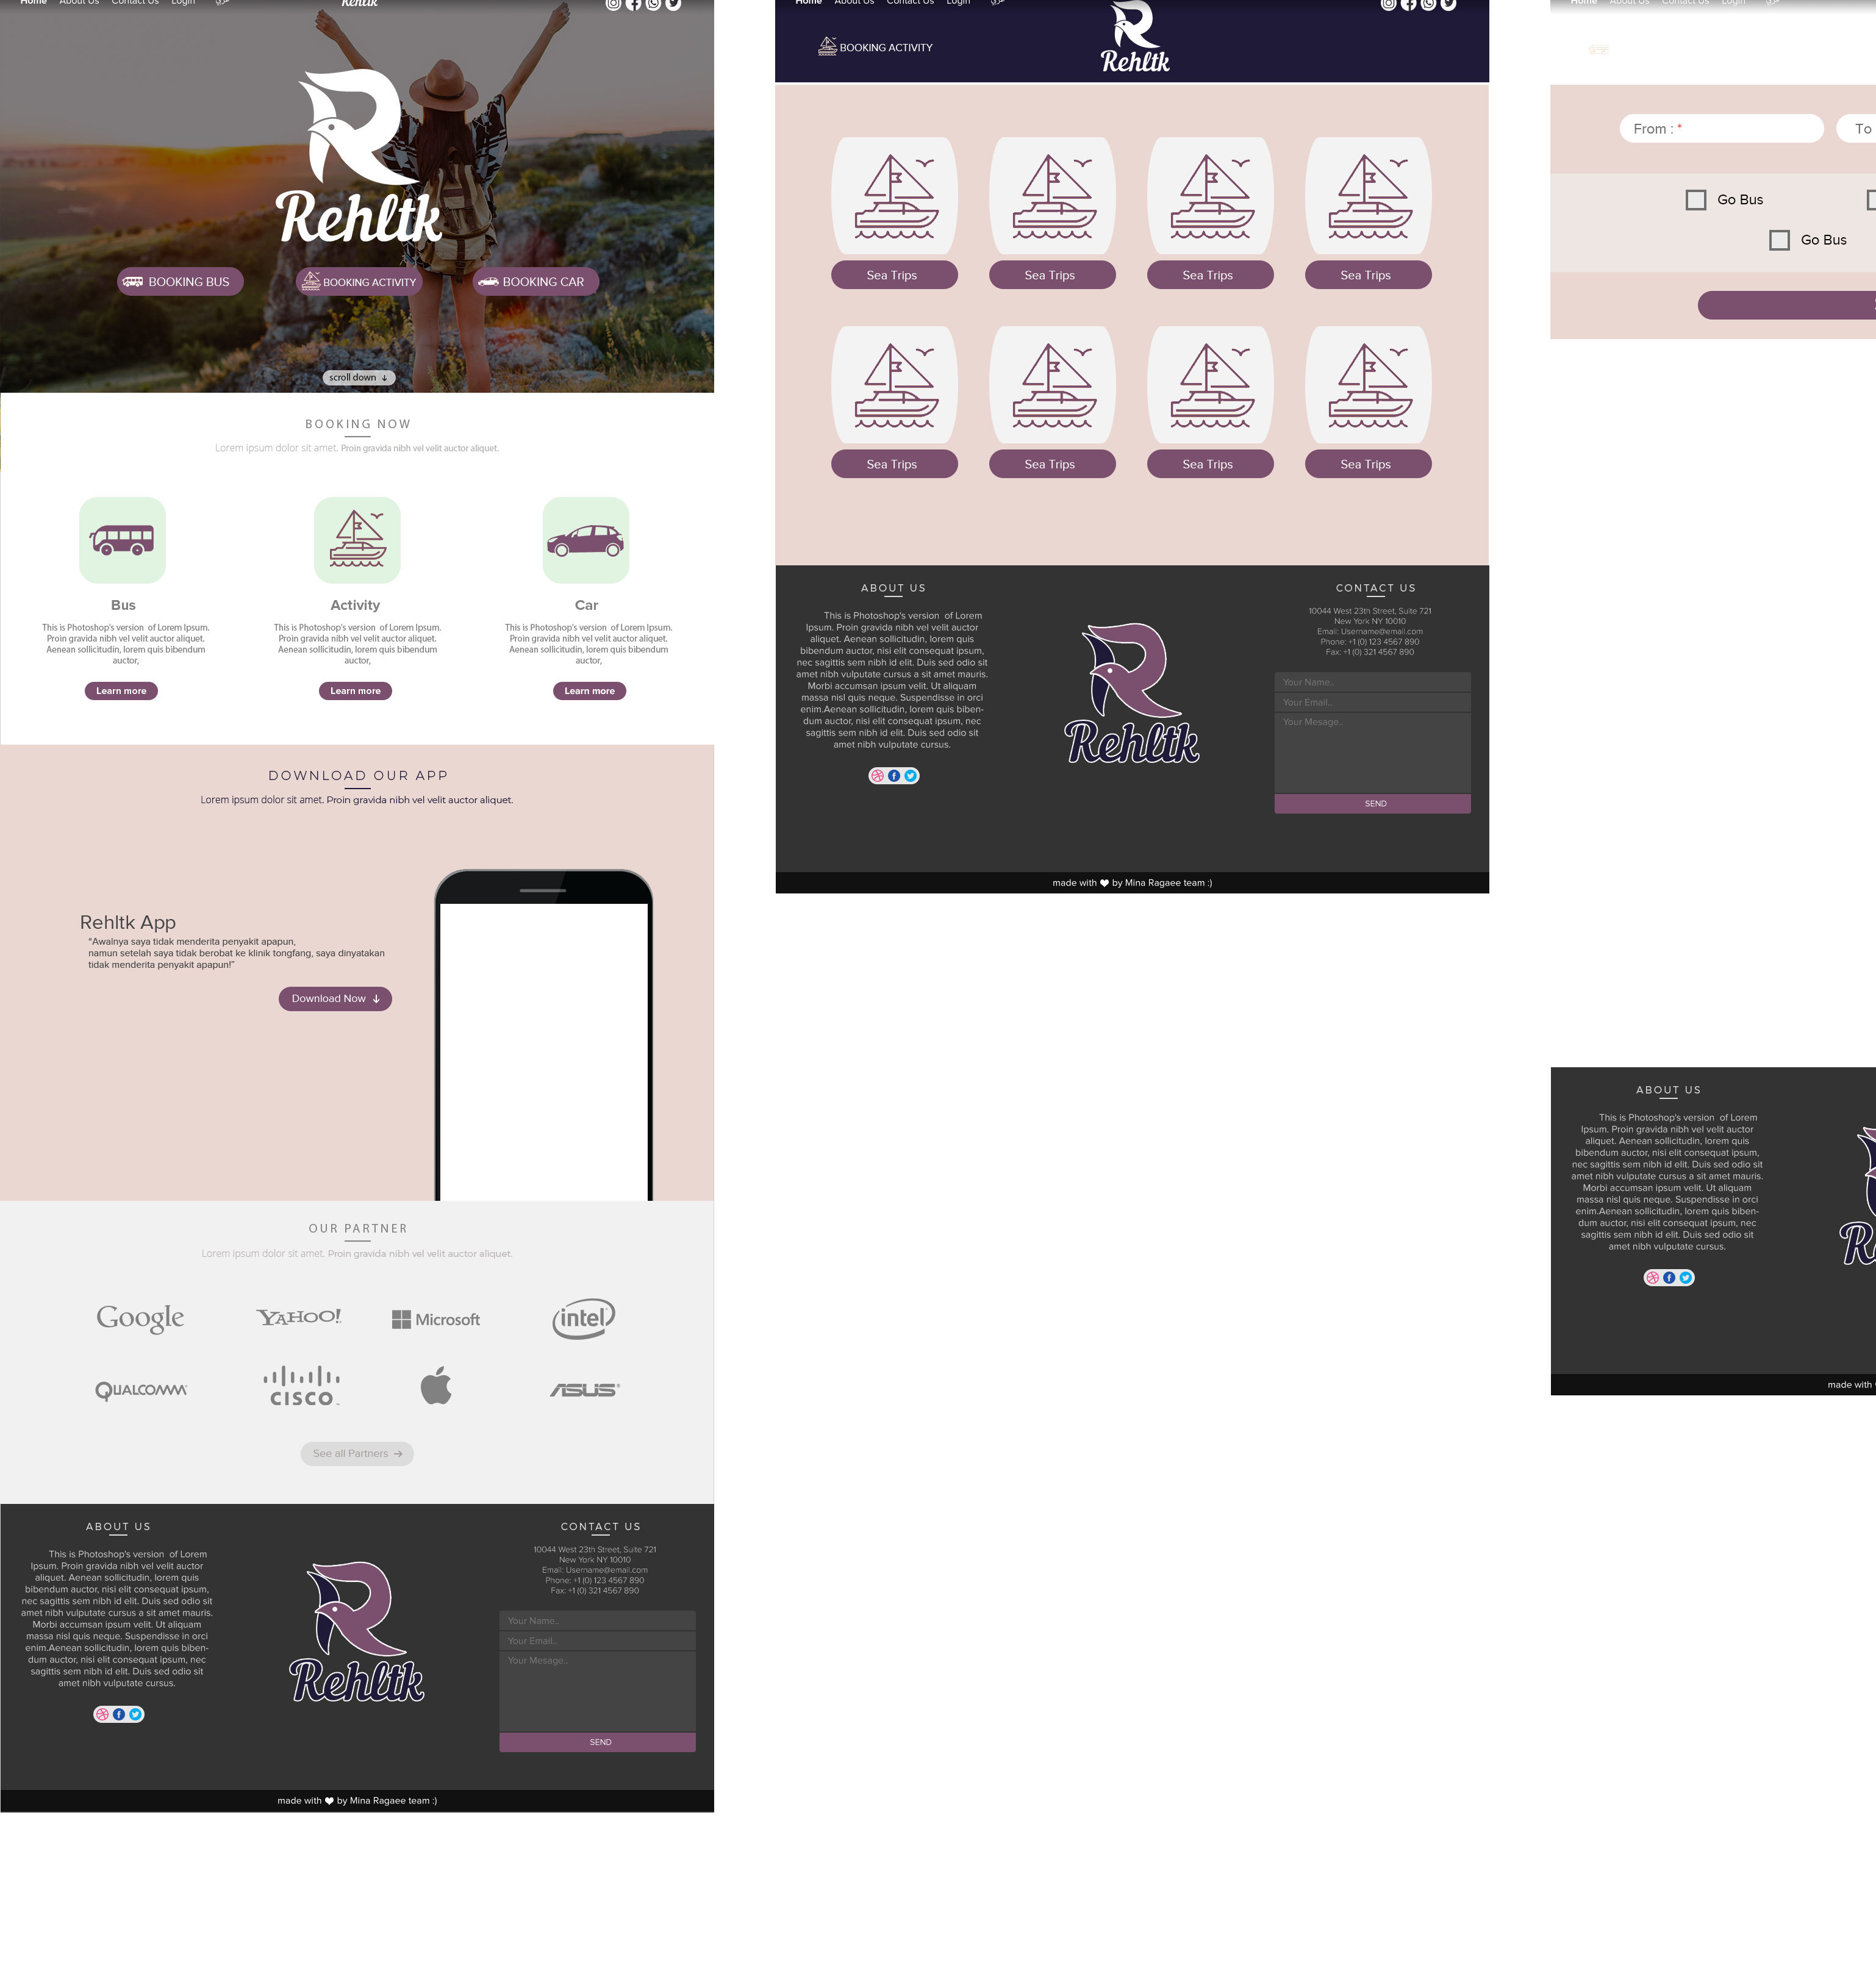 Home About Us Contact Us Login عربي
Rehltk
Rehltk
BOOKING BUS
BOOKING ACTIVITY
BOOKING CAR
scroll down
BOOKING NOW
Lorem ipsum dolor sit amet. Proin gravida nibh vel velit auctor aliquet.
Bus
This is Photoshop's version of Lorem Ipsum.
Proin gravida nibh vel velit auctor aliquet.
Aenean sollicitudin, lorem quis bibendum
auctor,
Learn more
Activity
This is Photoshop's version of Lorem Ipsum.
Proin gravida nibh vel velit auctor aliquet.
Aenean sollicitudin, lorem quis bibendum
auctor,
Learn more
Car
This is Photoshop's version of Lorem Ipsum.
Proin gravida nibh vel velit auctor aliquet.
Aenean sollicitudin, lorem quis bibendum
auctor,
Learn more
DOWNLOAD OUR APP
Lorem ipsum dolor sit amet. Proin gravida nibh vel velit auctor aliquet.
Rehltk App
“Awalnya saya tidak menderita penyakit apapun,
namun setelah saya tidak berobat ke klinik tongfang, saya dinyatakan
tidak menderita penyakit apapun!”
Download Now
OUR PARTNER
Lorem ipsum dolor sit amet. Proin gravida nibh vel velit auctor aliquet.
Google
YAHOO!
Microsoft
intel
QUALCOMM
CISCO
ASUS
See all Partners
ABOUT US
This is Photoshop's version of Lorem
Ipsum. Proin gravida nibh vel velit auctor
aliquet. Aenean sollicitudin, lorem quis
bibendum auctor, nisi elit consequat ipsum,
nec sagittis sem nibh id elit. Duis sed odio sit
amet nibh vulputate cursus a sit amet mauris.
Morbi accumsan ipsum velit. Ut aliquam
massa nisl quis neque. Suspendisse in orci
enim.Aenean sollicitudin, lorem quis biben-
dum auctor, nisi elit consequat ipsum, nec
sagittis sem nibh id elit. Duis sed odio sit
amet nibh vulputate cursus.
Rehltk
CONTACT US
10044 West 23th Street, Suite 721
New York NY 10010
Email: Username@email.com
Phone: +1 (0) 123 4567 890
Fax: +1 (0) 321 4567 890
Your Name..
Your Email..
Your Mesage..
SEND
made with ❤ by Mina Ragaee team :)
Home About Us Contact Us Login عربي
BOOKING ACTIVITY
Rehltk
Sea Trips
Sea Trips
Sea Trips
Sea Trips
Sea Trips
Sea Trips
Sea Trips
Sea Trips
ABOUT US
This is Photoshop's version of Lorem
Ipsum. Proin gravida nibh vel velit auctor
aliquet. Aenean sollicitudin, lorem quis
bibendum auctor, nisi elit consequat ipsum,
nec sagittis sem nibh id elit. Duis sed odio sit
amet nibh vulputate cursus a sit amet mauris.
Morbi accumsan ipsum velit. Ut aliquam
massa nisl quis neque. Suspendisse in orci
enim.Aenean sollicitudin, lorem quis biben-
dum auctor, nisi elit consequat ipsum, nec
sagittis sem nibh id elit. Duis sed odio sit
amet nibh vulputate cursus.
Rehltk
CONTACT US
10044 West 23th Street, Suite 721
New York NY 10010
Email: Username@email.com
Phone: +1 (0) 123 4567 890
Fax: +1 (0) 321 4567 890
Your Name..
Your Email..
Your Mesage..
SEND
made with ❤ by Mina Ragaee team :)
Home About Us Contact Us Login عربي
From : *
To
Go Bus
Go Bus
ABOUT US
This is Photoshop's version of Lorem
Ipsum. Proin gravida nibh vel velit auctor
aliquet. Aenean sollicitudin, lorem quis
bibendum auctor, nisi elit consequat ipsum,
nec sagittis sem nibh id elit. Duis sed odio sit
amet nibh vulputate cursus a sit amet mauris.
Morbi accumsan ipsum velit. Ut aliquam
massa nisl quis neque. Suspendisse in orci
enim.Aenean sollicitudin, lorem quis biben-
dum auctor, nisi elit consequat ipsum, nec
sagittis sem nibh id elit. Duis sed odio sit
amet nibh vulputate cursus.
made with